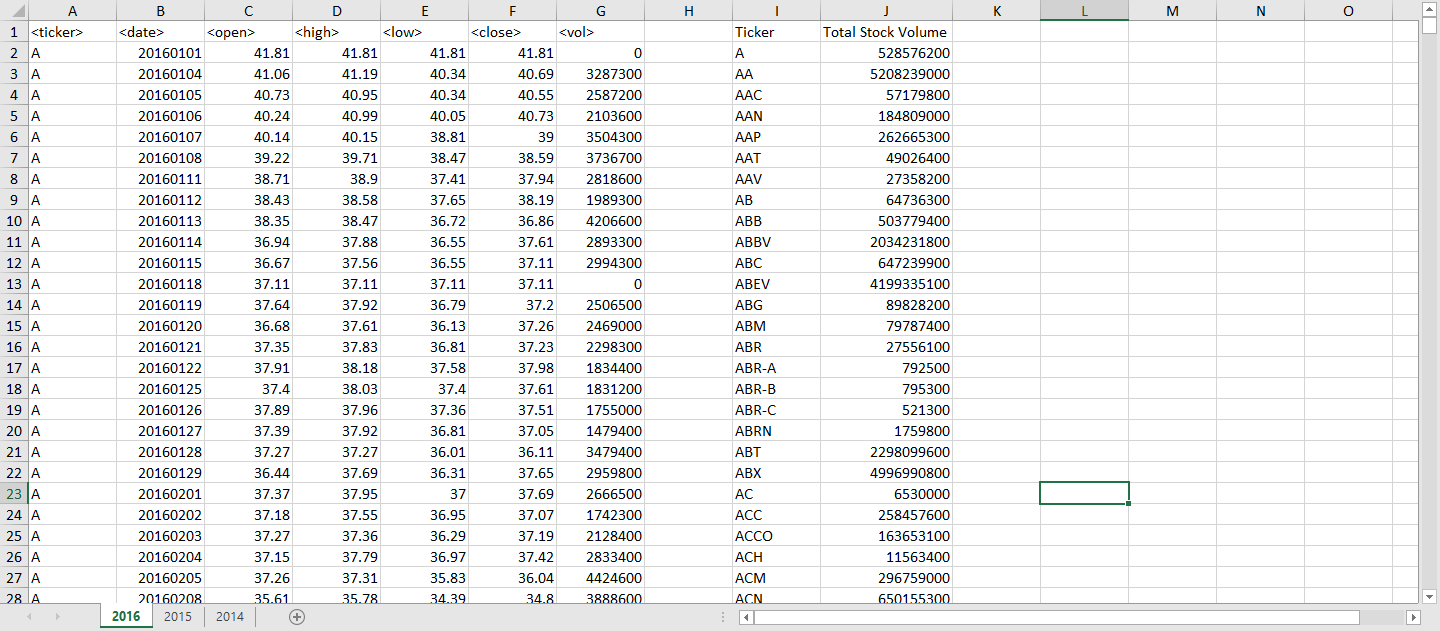 A B C D E F G H I J K L M N O
1 <ticker> <date> <open> <high> <low> <close> <vol> Ticker Total Stock Volume
2 A 20160101 41.81 41.81 41.81 41.81 0 A 528576200
3 A 20160104 41.06 41.19 40.34 40.69 3287300 AA 5208239000
4 A 20160105 40.73 40.95 40.34 40.55 2587200 AAC 57179800
5 A 20160106 40.24 40.99 40.05 40.73 2103600 AAN 184809000
6 A 20160107 40.14 40.15 38.81 39 3504300 AAP 262665300
7 A 20160108 39.22 39.71 38.47 38.59 3736700 AAT 49026400
8 A 20160111 38.71 38.9 37.41 37.94 2818600 AAV 27358200
9 A 20160112 38.43 38.58 37.65 38.19 1989300 AB 64736300
10 A 20160113 38.35 38.47 36.72 36.86 4206600 ABB 503779400
11 A 20160114 36.94 37.88 36.55 37.61 2893300 ABBV 2034231800
12 A 20160115 36.67 37.56 36.55 37.11 2994300 ABC 647239900
13 A 20160118 37.11 37.11 37.11 37.11 0 ABEV 4199335100
14 A 20160119 37.64 37.92 36.79 37.2 2506500 ABG 89828200
15 A 20160120 36.68 37.61 36.13 37.26 2469000 ABM 79787400
16 A 20160121 37.35 37.83 36.81 37.23 2298300 ABR 27556100
17 A 20160122 37.91 38.18 37.58 37.98 1834400 ABR-A 792500
18 A 20160125 37.4 38.03 37.4 37.61 1831200 ABR-B 795300
19 A 20160126 37.89 37.96 37.36 37.51 1755000 ABR-C 521300
20 A 20160127 37.39 37.92 36.81 37.05 1479400 ABRN 1759800
21 A 20160128 37.27 37.27 36.01 36.11 3479400 ABT 2298099600
22 A 20160129 36.44 37.69 36.31 37.65 2959800 ABX 4996990800
23 A 20160201 37.37 37.95 37 37.69 2666500 AC 6530000
24 A 20160202 37.18 37.55 36.95 37.07 1742300 ACC 258457600
25 A 20160203 37.27 37.36 36.29 37.19 2128400 ACCO 163653100
26 A 20160204 37.15 37.79 36.97 37.42 2833400 ACH 11563400
27 A 20160205 37.26 37.31 35.83 36.04 4424600 ACM 296759000
28 A 20160208 35.61 35.78 34.39 34.8 3888600 ACN 650155300
2016 2015 2014